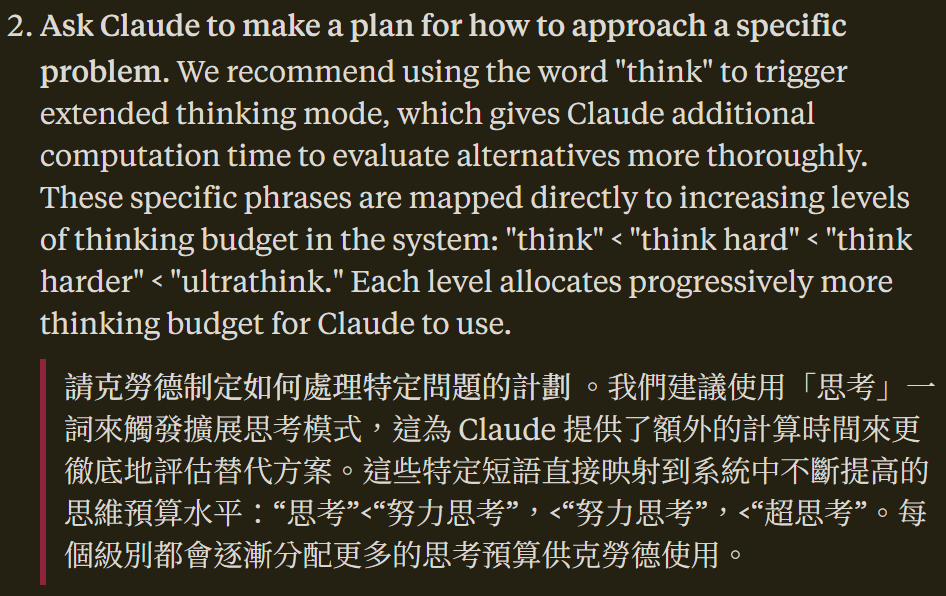 2. Ask Claude to make a plan for how to approach a specific
problem. We recommend using the word "think" to trigger
extended thinking mode, which gives Claude additional
computation time to evaluate alternatives more thoroughly.
These specific phrases are mapped directly to increasing levels
of thinking budget in the system: "think" < "think hard" < "think
harder" < "ultrathink." Each level allocates progressively more
thinking budget for Claude to use.
請克勞德制定如何處理特定問題的計劃 。我們建議使用「思考」一
詞來觸發擴展思考模式，這為 Claude 提供了額外的計算時間來更
徹底地評估替代方案。這些特定短語直接映射到系統中不斷提高的
思維預算水平：“思考”<“努力思考”，<“努力思考”，<“超思考”。每
個級別都會逐漸分配更多的思考預算供克勞德使用。